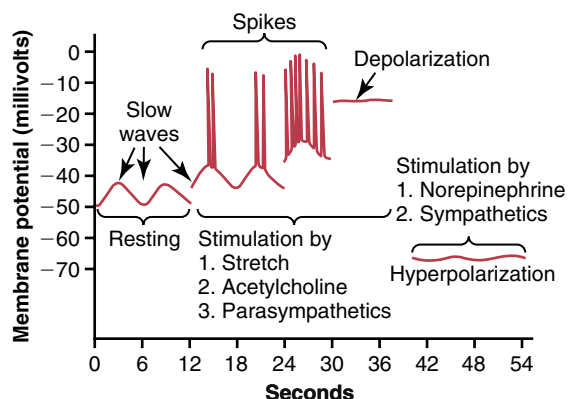 Spikes
Depolarization
Slow
waves
Resting
Stimulation by
1. Stretch
2. Acetylcholine
3. Parasympathetics
Stimulation by
1. Norepinephrine
2. Sympathetics
Hyperpolarization
Membrane potential (millivolts)
0
−10
−20
−30
−40
−50
−60
−70
0 6 12 18 24 30 36 42 48 54
Seconds